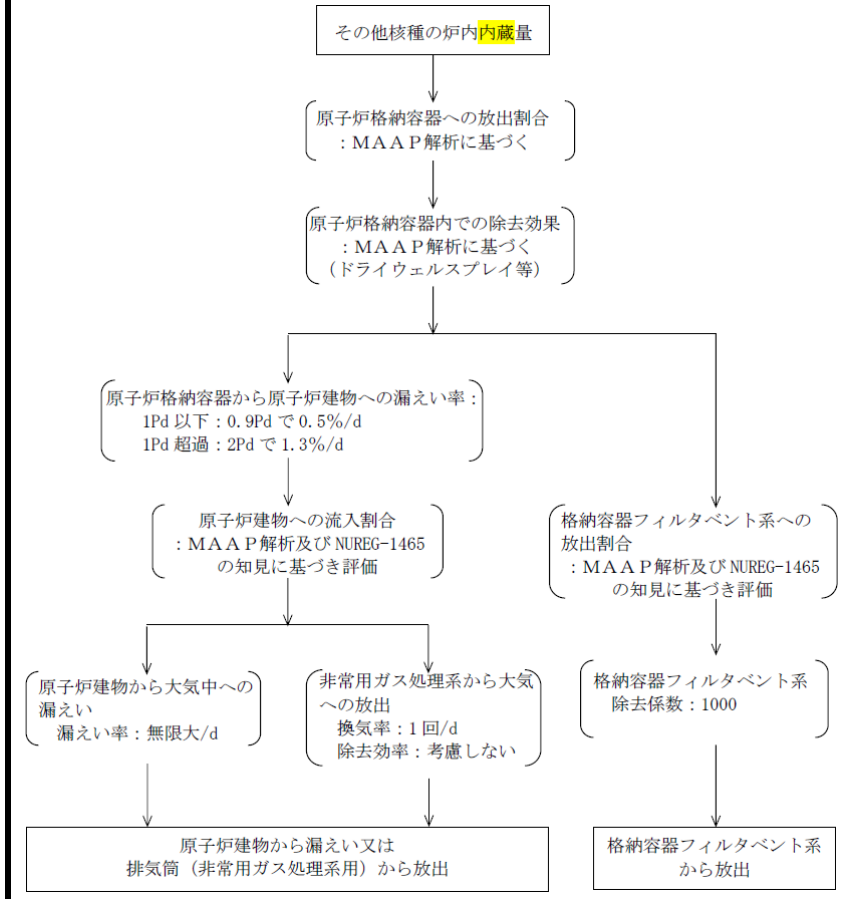 その他核種の炉内内蔵量
原子炉格納容器への放出割合
：ＭＡＡＰ解析に基づく
原子炉格納容器内での除去効果
：ＭＡＡＰ解析に基づく
（ドライウェルスプレイ等）
原子炉格納容器から原子炉建物への漏えい率：
1Pd 以下：0.9Pd で 0.5%/d
1Pd 超過：2Pd で 1.3%/d
原子炉建物への流入割合
：ＭＡＡＰ解析及び NUREG-1465
の知見に基づき評価
格納容器フィルタベント系への
放出割合
：ＭＡＡＰ解析及び NUREG-1465
の知見に基づき評価
原子炉建物から大気中への
漏えい
漏えい率：無限大/d
非常用ガス処理系から大気
への放出
換気率：1 回/d
除去効率：考慮しない
格納容器フィルタベント系
除去係数：1000
原子炉建物から漏えい又は
排気筒（非常用ガス処理系用）から放出
格納容器フィルタベント系
から放出